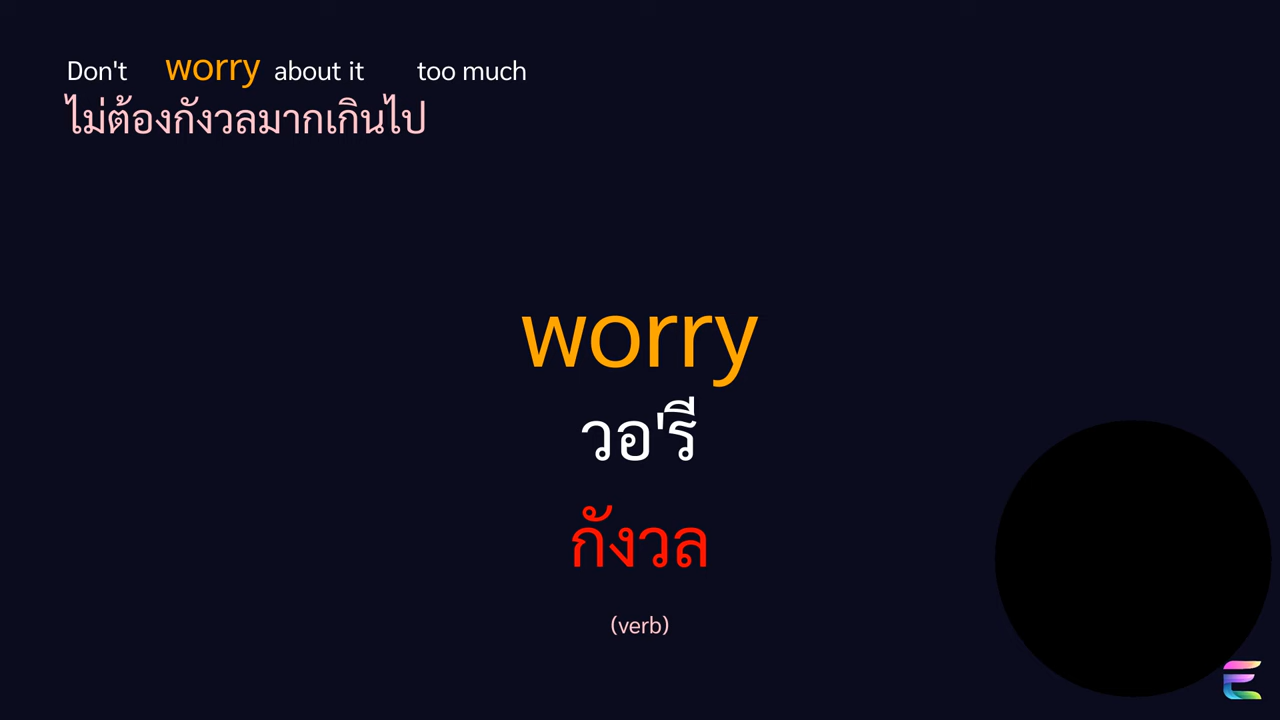 Don't worry about it too much
ไม่ต้องกังวลมากเกินไป
worry
วอ'รี
กังวล
(verb)